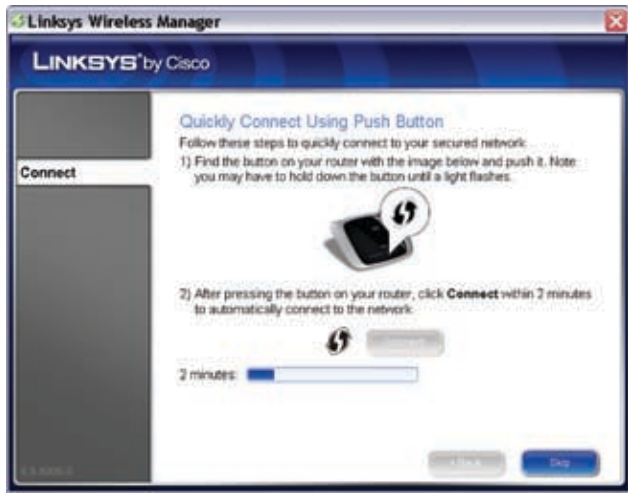 Linksys Wireless Manager
LINKSYS® by Cisco
Quickly Connect Using Push Button
Follow these steps to quickly connect to your secured network.
Connect
1) Find the button on your router with the image below and push it. Note
you may have to hold down the button until a light flashes.
2) After pressing the button on your router, click Connect within 2 minutes
to automatically connect to the network
Connect
2 minutes:
< Back
Skip